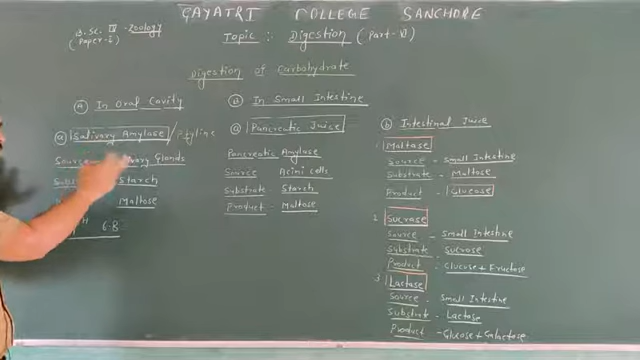 GAYATRI COLLEGE SANCHORE
B.Sc. II - Zoology
(Paper-I)
Topic :- Digestion (Part-V)
Digestion of Carbohydrate
(A) In Oral Cavity
(a) Salivary Amylase / Ptyline
Source Glands
Starch
Maltose
pH 6.8
(B) In Small Intestine
(a) Pancreatic Juice
Pancreatic Amylase
Source Acini cells
Substrate - Starch
Product - Maltose
(b) Intestinal Juice
1. Maltase
Source - Small Intestine
Substrate - Maltose
Product - Glucose
2. Sucrase
Source - Small Intestine
Substrate - Sucrose
Product - Glucose + Fructose
3. Lactase
Source - Small Intestine
Substrate - Lactose
Product - Glucose + Galactose